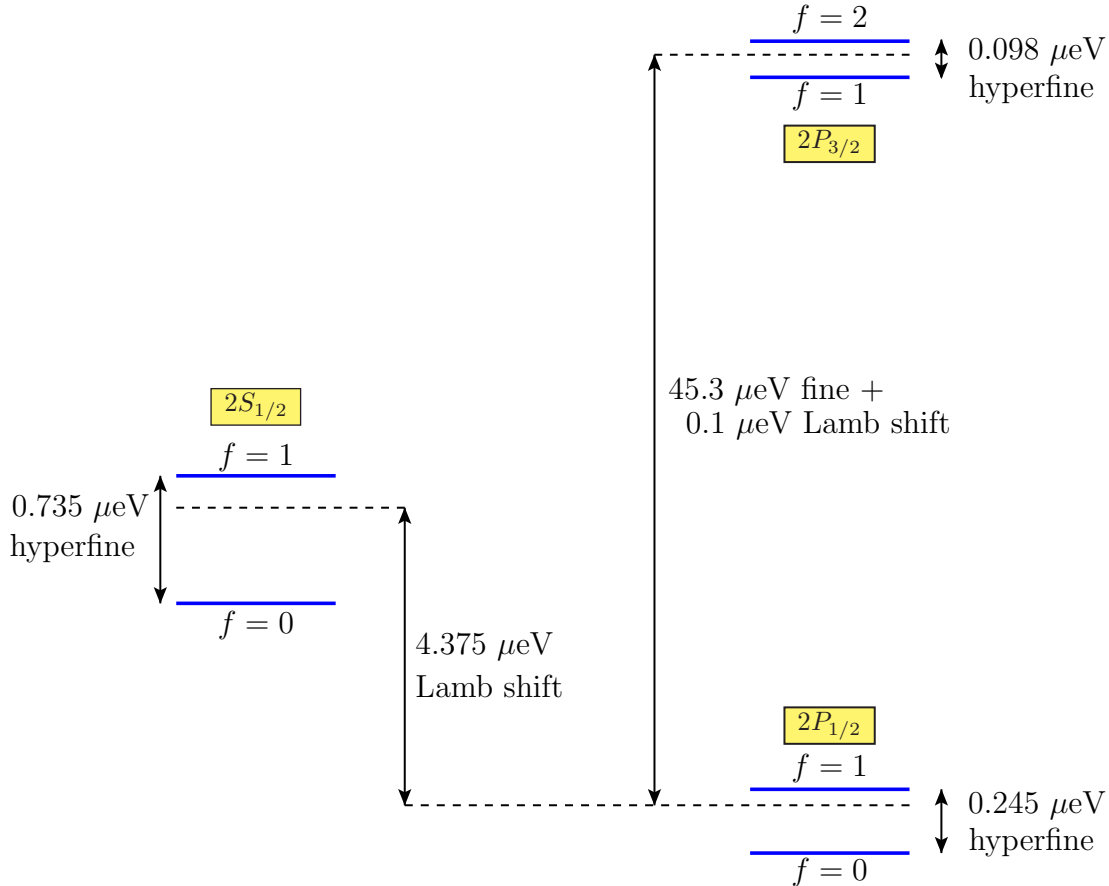 f = 2
0.098 μeV
hyperfine
f = 1
2P3/2
45.3 μeV fine +
0.1 μeV Lamb shift
2S1/2
f = 1
0.735 μeV
hyperfine
f = 0
4.375 μeV
Lamb shift
2P1/2
f = 1
0.245 μeV
hyperfine
f = 0